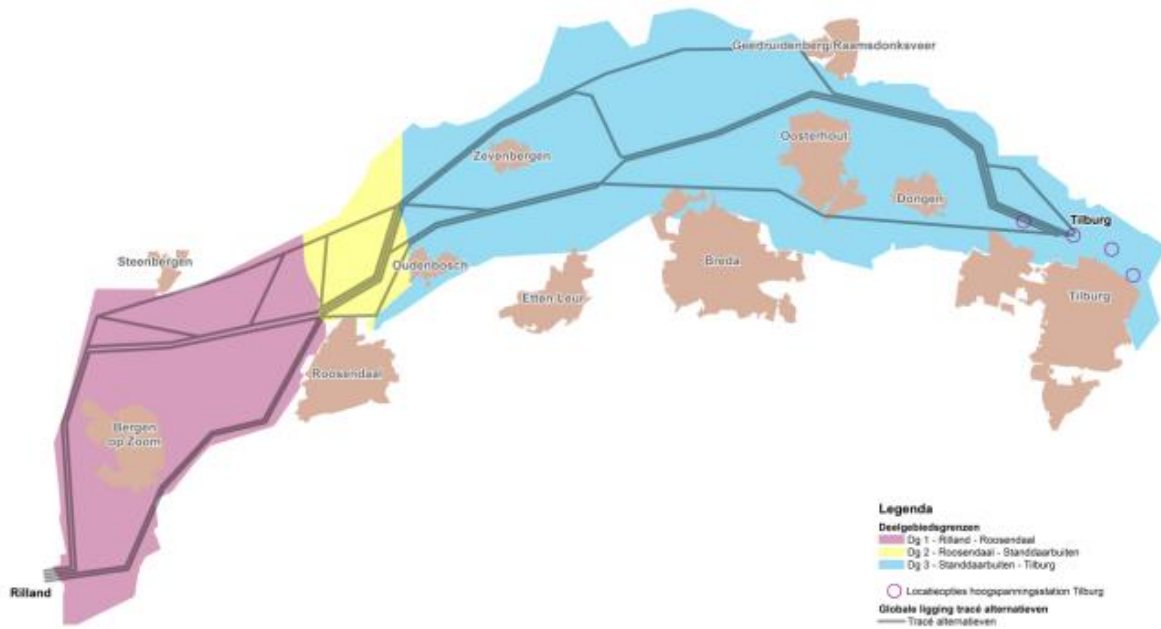 Geertruidenberg/Raamsdonksveer
Oosterhout
Zevenbergen
Dongen
Tilburg
Steenbergen
Oudenbosch
Breda
Etten Leur
Tilburg
Roosendaal
Bergen
op Zoom
Rilland
Legenda
Deelgebiedsgrenzen
Dg 1 - Rilland - Roosendaal
Dg 2 - Roosendaal - Standdaarbuiten
Dg 3 - Standdaarbuiten - Tilburg
Locatieopties hoogspanningsstation Tilburg
Globale ligging tracé alternatieven
Tracé alternatieven